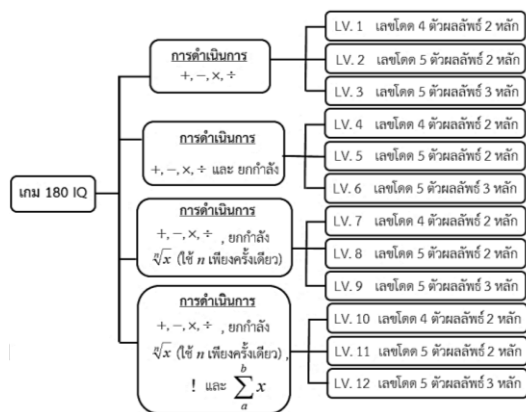 เกม 180 IQ
การดำเนินการ
+, −, ×, ÷
LV. 1 เลขโดด 4 ตัวผลลัพธ์ 2 หลัก
LV. 2 เลขโดด 5 ตัวผลลัพธ์ 2 หลัก
LV. 3 เลขโดด 5 ตัวผลลัพธ์ 3 หลัก
การดำเนินการ
+, −, ×, ÷ และ ยกกำลัง
LV. 4 เลขโดด 4 ตัวผลลัพธ์ 2 หลัก
LV. 5 เลขโดด 5 ตัวผลลัพธ์ 2 หลัก
LV. 6 เลขโดด 5 ตัวผลลัพธ์ 3 หลัก
การดำเนินการ
+, −, ×, ÷ , ยกกำลัง
ⁿ√x (ใช้ n เพียงครั้งเดียว)
LV. 7 เลขโดด 4 ตัวผลลัพธ์ 2 หลัก
LV. 8 เลขโดด 5 ตัวผลลัพธ์ 2 หลัก
LV. 9 เลขโดด 5 ตัวผลลัพธ์ 3 หลัก
การดำเนินการ
+, −, ×, ÷ , ยกกำลัง
ⁿ√x (ใช้ n เพียงครั้งเดียว) ,
b
! และ ∑ x
a
LV. 10 เลขโดด 4 ตัวผลลัพธ์ 2 หลัก
LV. 11 เลขโดด 5 ตัวผลลัพธ์ 2 หลัก
LV. 12 เลขโดด 5 ตัวผลลัพธ์ 3 หลัก